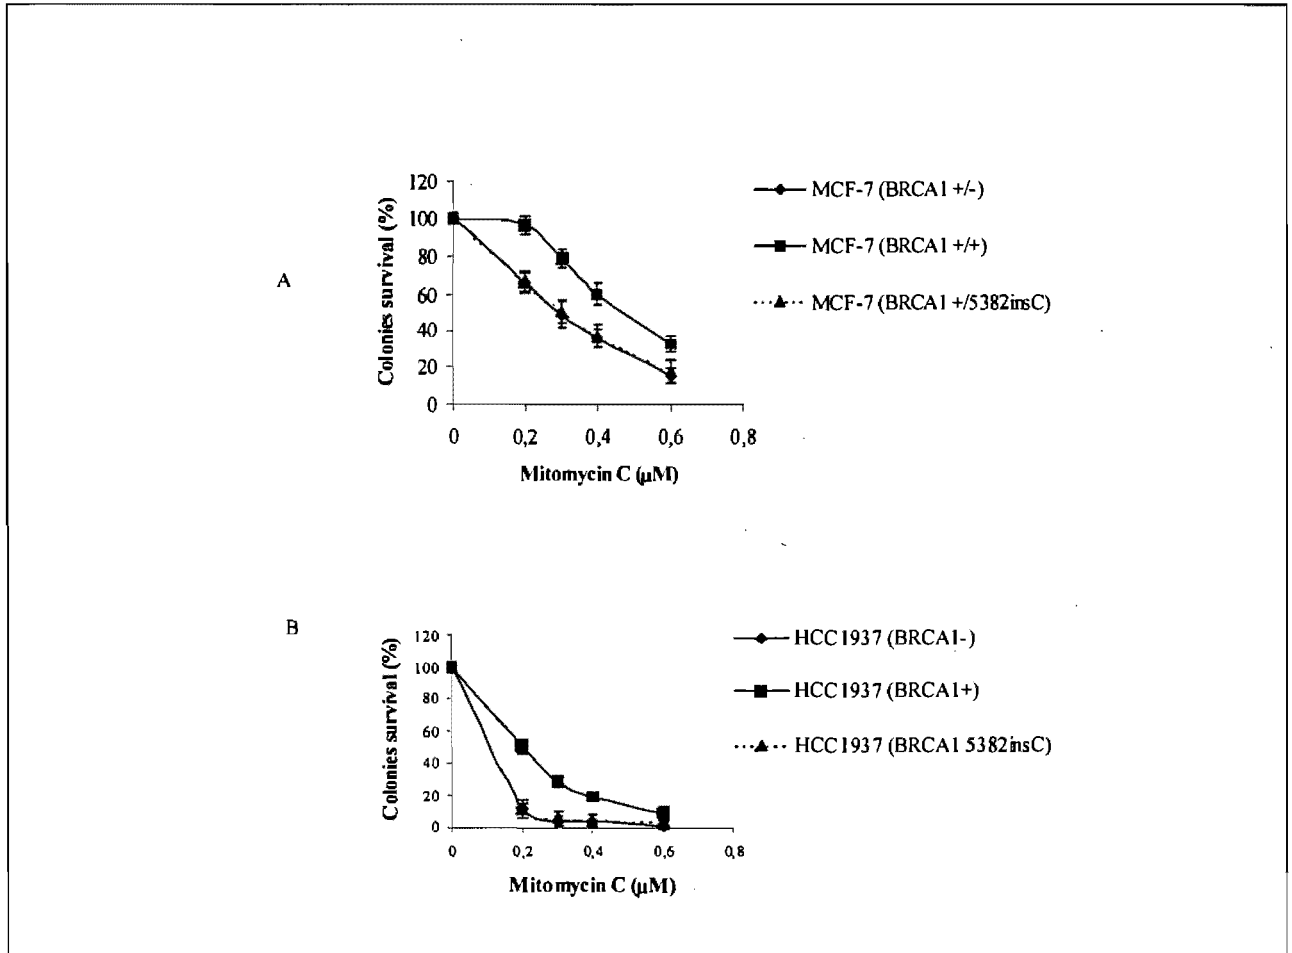 A
Colonies survival (%)
120
100
80
60
40
20
0
0
0,2
0,4
0,6
0,8
Mitomycin C (µM)
MCF-7 (BRCA1 +/-)
MCF-7 (BRCA1 +/+)
MCF-7 (BRCA1 +/5382insC)
B
Colonies survival (%)
120
100
80
60
40
20
0
0
0,2
0,4
0,6
0,8
Mitomycin C (µM)
HCC1937 (BRCA1-)
HCC1937 (BRCA1+)
HCC1937 (BRCA1 5382insC)